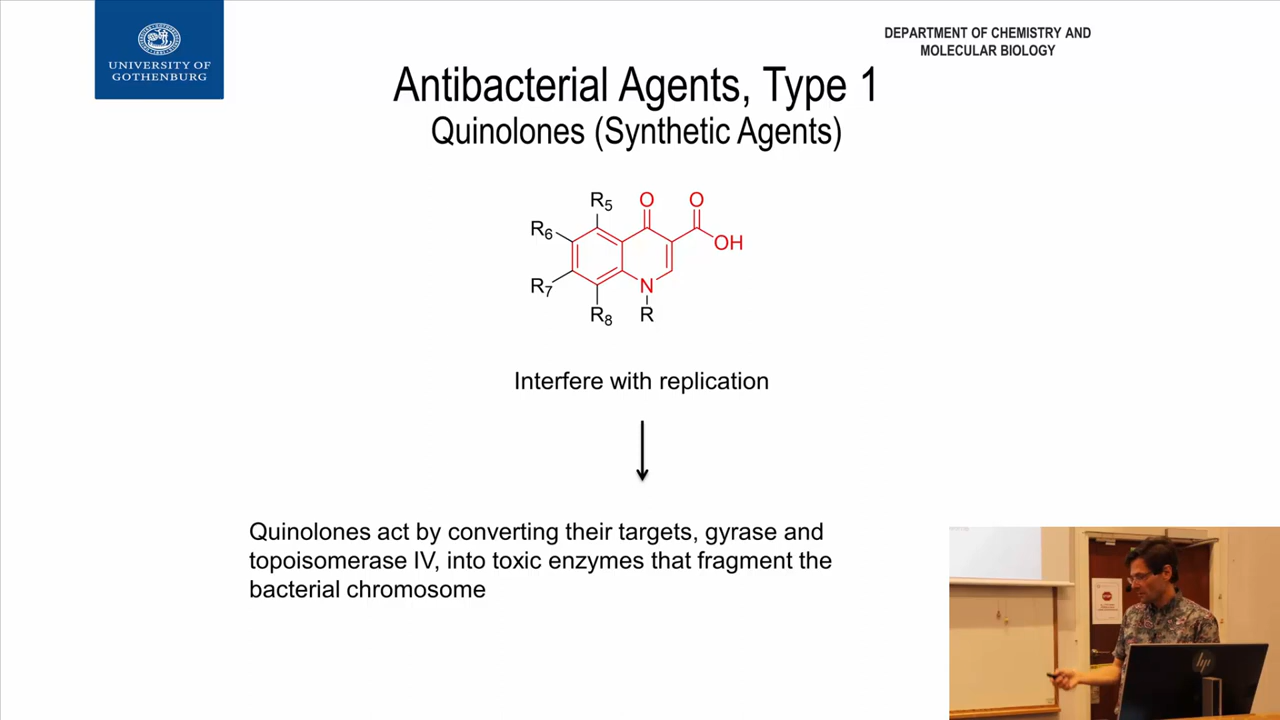 UNIVERSITY OF
GOTHENBURG
DEPARTMENT OF CHEMISTRY AND
MOLECULAR BIOLOGY
Antibacterial Agents, Type 1
Quinolones (Synthetic Agents)
R5
O
O
R6
OH
R7
N
R8
R
Interfere with replication
Quinolones act by converting their targets, gyrase and
topoisomerase IV, into toxic enzymes that fragment the
bacterial chromosome
STOP
hp